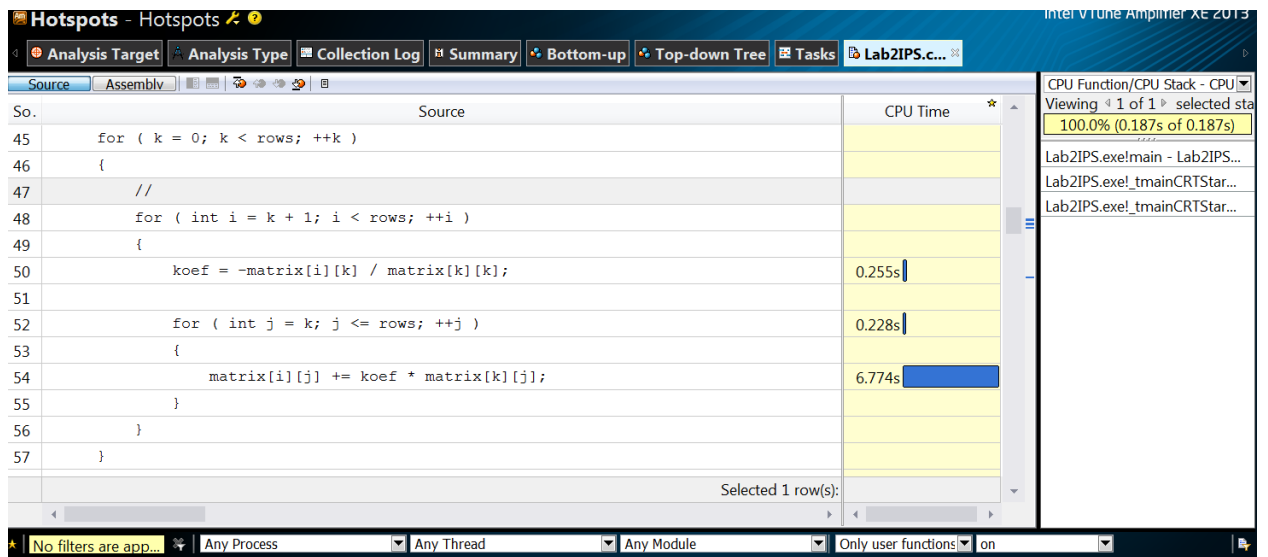 Hotspots - Hotspots
Intel VTune Amplifier XE 2013
Analysis Target Analysis Type Collection Log Summary Bottom-up Top-down Tree Tasks Lab2IPS.c...
Source Assembly
CPU Function/CPU Stack - CPU
So. Source CPU Time
Viewing 1 of 1 selected sta
100.0% (0.187s of 0.187s)
Lab2IPS.exe!main - Lab2IPS...
Lab2IPS.exe!_tmainCRTStar...
Lab2IPS.exe!_tmainCRTStar...
45 for ( k = 0; k < rows; ++k )
46 {
47 //
48 for ( int i = k + 1; i < rows; ++i )
49 {
50 koef = -matrix[i][k] / matrix[k][k]; 0.255s
51
52 for ( int j = k; j <= rows; ++j ) 0.228s
53 {
54 matrix[i][j] += koef * matrix[k][j]; 6.774s
55 }
56 }
57 }
Selected 1 row(s):
No filters are app... Any Process Any Thread Any Module Only user functions on